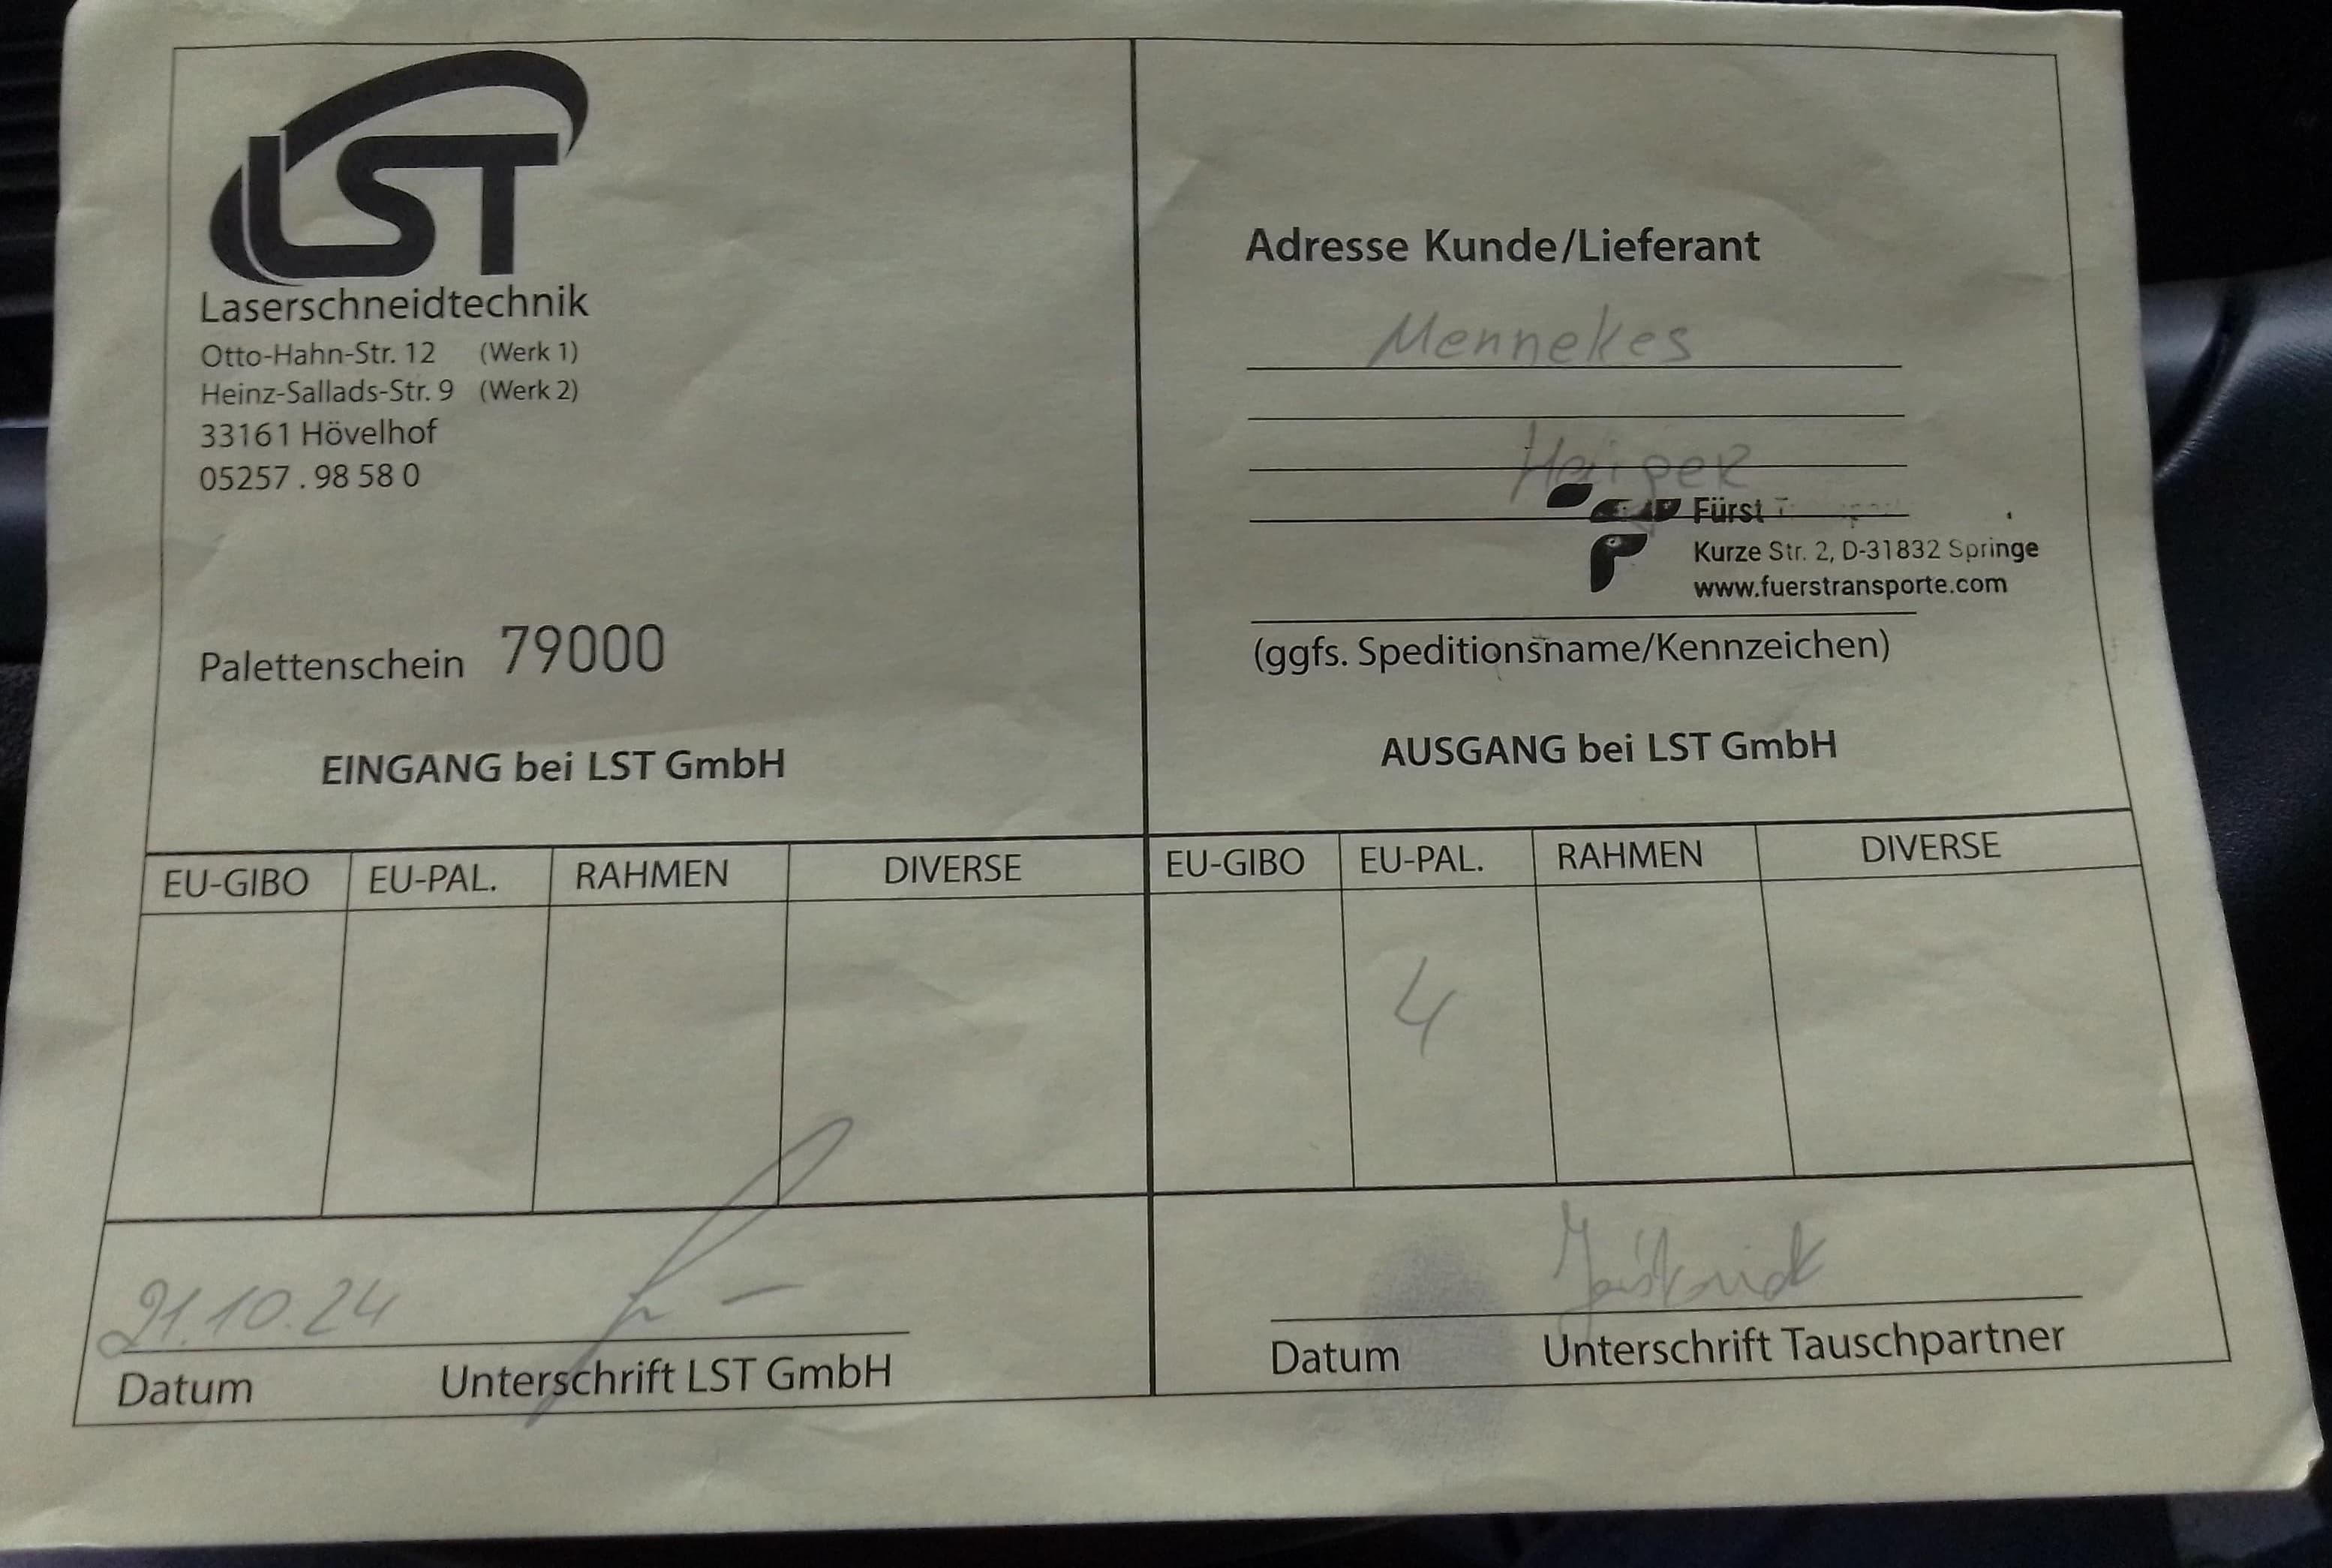 LST
Laserschneidtechnik
Otto-Hahn-Str. 12 (Werk 1)
Heinz-Sallads-Str. 9 (Werk 2)
33161 Hövelhof
05257 . 98 58 0
Palettenschein 79000
Adresse Kunde/Lieferant
Mennekes
Fürst
Kurze Str. 2, D-31832 Springe
www.fuerstransporte.com
(ggfs. Speditionsname/Kennzeichen)
EINGANG bei LST GmbH
AUSGANG bei LST GmbH
EU-GIBO EU-PAL. RAHMEN DIVERSE EU-GIBO EU-PAL. RAHMEN DIVERSE
4
21.10.24
Datum Unterschrift LST GmbH
Datum Unterschrift Tauschpartner